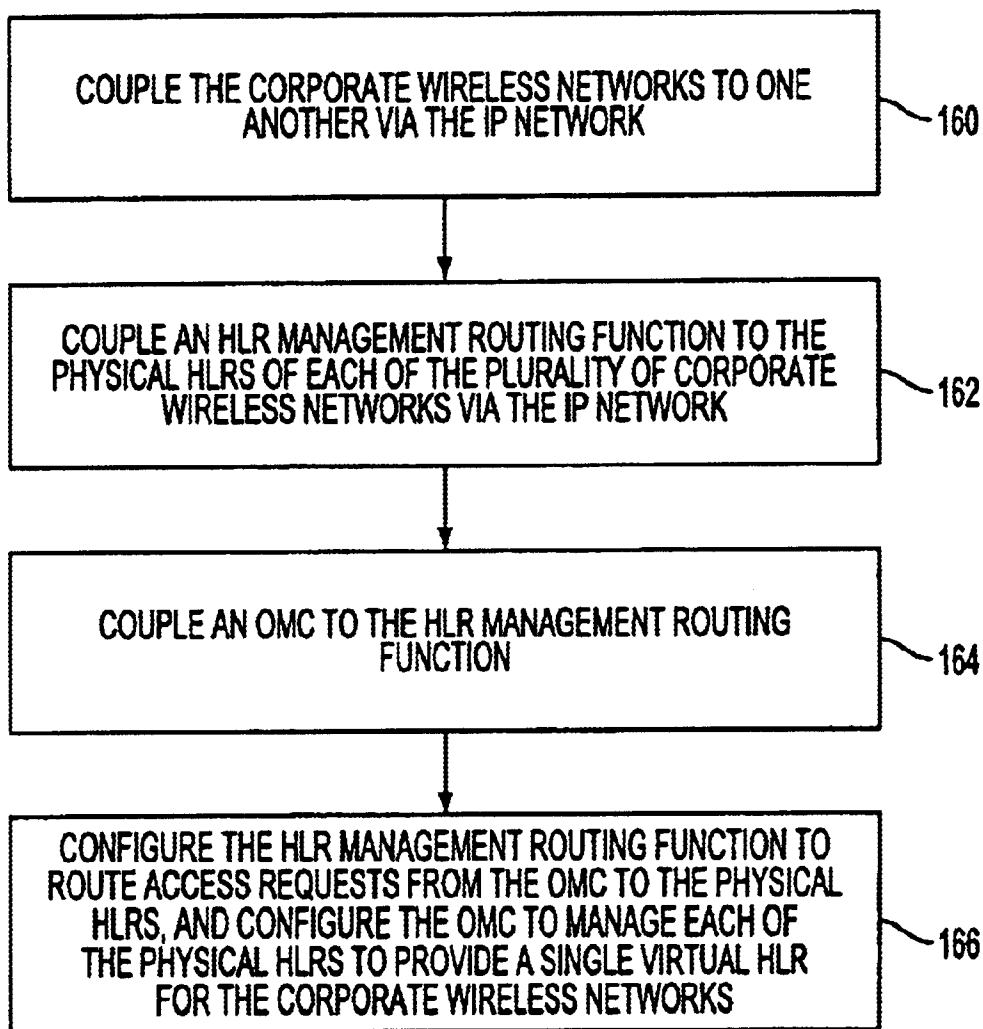 COUPLE THE CORPORATE WIRELESS NETWORKS TO ONE
ANOTHER VIA THE IP NETWORK
160
COUPLE AN HLR MANAGEMENT ROUTING FUNCTION TO THE
PHYSICAL HLRS OF EACH OF THE PLURALITY OF CORPORATE
WIRELESS NETWORKS VIA THE IP NETWORK
162
COUPLE AN OMC TO THE HLR MANAGEMENT ROUTING
FUNCTION
164
CONFIGURE THE HLR MANAGEMENT ROUTING FUNCTION TO
ROUTE ACCESS REQUESTS FROM THE OMC TO THE PHYSICAL
HLRS, AND CONFIGURE THE OMC TO MANAGE EACH OF
THE PHYSICAL HLRS TO PROVIDE A SINGLE VIRTUAL HLR
FOR THE CORPORATE WIRELESS NETWORKS
166